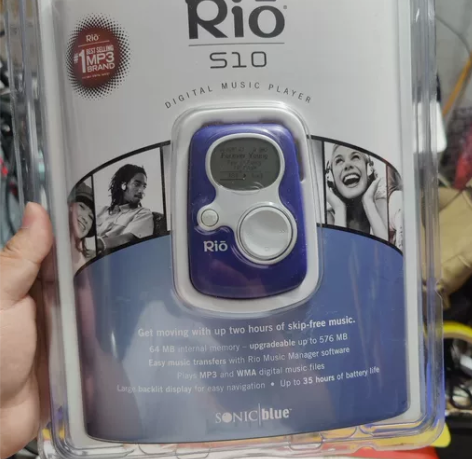 Rio
S10
DIGITAL MUSIC PLAYER
Rio
#1 BEST SELLING
MP3
BRAND
Rio
Get moving with up two hours of skip-free music.
64 MB internal memory - upgradeable up to 576 MB
Easy music transfers with Rio Music Manager software
Plays MP3 and WMA digital music files
Large backlit display for easy navigation • Up to 35 hours of battery life
SONIC|blue